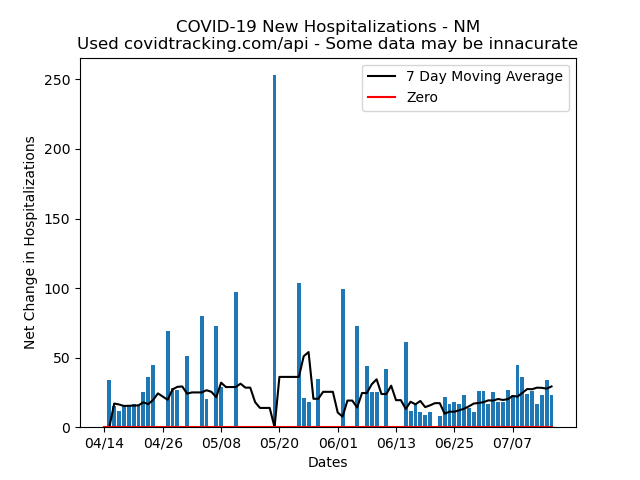 COVID-19 New Hospitalizations - NM
Used covidtracking.com/api - Some data may be innacurate
7 Day Moving Average
Zero
Net Change in Hospitalizations
250
200
150
100
50
0
04/14 04/26 05/08 05/20 06/01 06/13 06/25 07/07
Dates